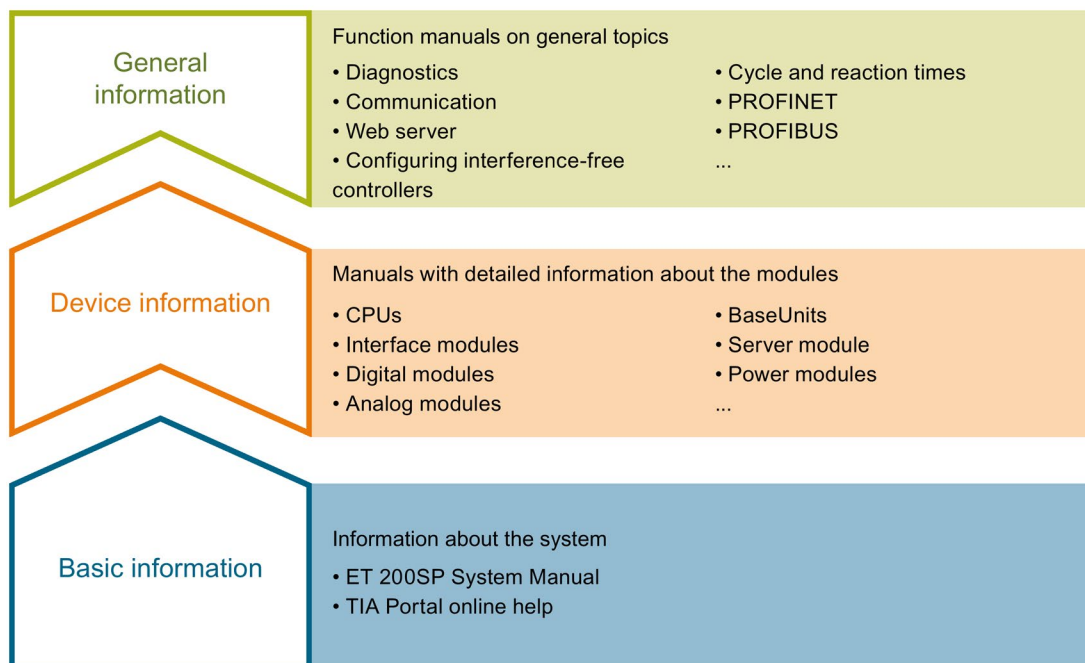 General
information
Function manuals on general topics
• Diagnostics
• Communication
• Web server
• Configuring interference-free
controllers
• Cycle and reaction times
• PROFINET
• PROFIBUS
...
Device information
Manuals with detailed information about the modules
• CPUs
• Interface modules
• Digital modules
• Analog modules
• BaseUnits
• Server module
• Power modules
...
Basic information
Information about the system
• ET 200SP System Manual
• TIA Portal online help